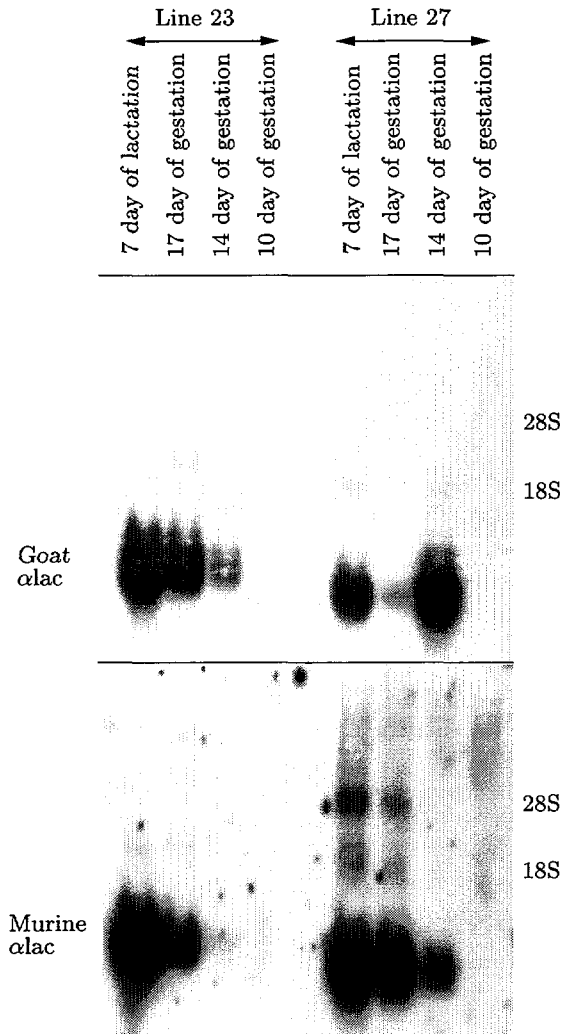 Line 23
Line 27
7 day of lactation
17 day of gestation
14 day of gestation
10 day of gestation
7 day of lactation
17 day of gestation
14 day of gestation
10 day of gestation
28S
18S
Goat
αlac
28S
18S
Murine
αlac